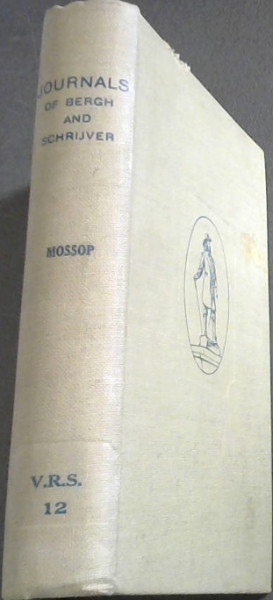 JOURNALS
OF BERGH
AND
SCHRIJVER
MOSSOP
V.R.S.
12